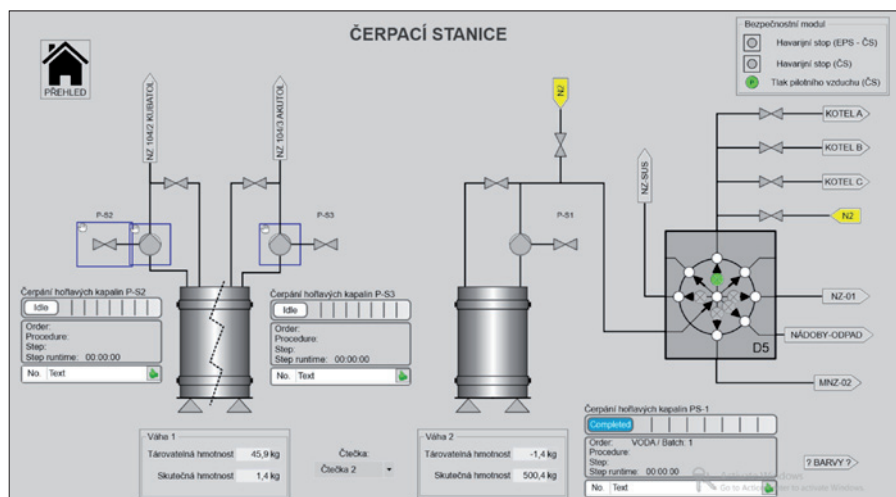 ČERPACÍ STANICE
PŘEHLED
Bezpečnostní modul
Havarijní stop (EPS - ČS)
Havarijní stop (ČS)
P Tlak pilotního vzduchu (ČS)
NZ 104/2 KUBATOL
NZ 104/3 AKUTOL
N2
NZ-SUS
KOTEL A
KOTEL B
KOTEL C
N2
P-S2
P-S3
P-S1
D5
NZ-01
NÁDOBY-ODPAD
MNZ-02
Čerpání hořlavých kapalin P-S2
Idle
Order:
Procedure:
Step:
Step runtime: 00:00:00
No. Text
Čerpání hořlavých kapalin P-S3
Idle
Order:
Procedure:
Step:
Step runtime: 00:00:00
No. Text
Čerpání hořlavých kapalin PS-1
Completed
Order: VODA / Batch: 1
Procedure:
Step:
Step runtime: 00:00:00
No. Text
Váha 1
Tárovatelná hmotnost 45,9 kg
Skutečná hmotnost 1,4 kg
Čtečka:
Čtečka 2
Váha 2
Tárovatelná hmotnost -1,4 kg
Skutečná hmotnost 500,4 kg
? BARVY ?
Activate Windows